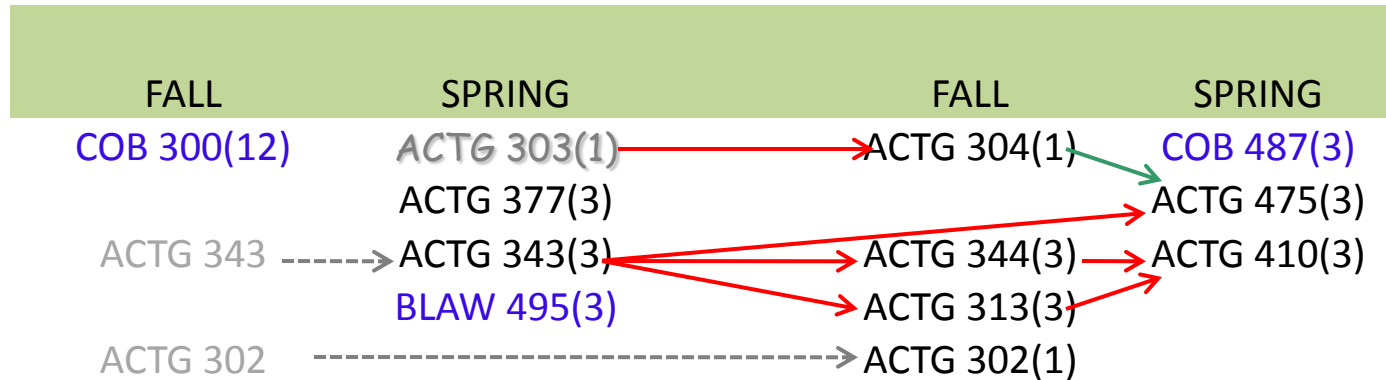 FALL SPRING FALL SPRING
COB 300(12) ACTG 303(1) ACTG 304(1) COB 487(3)
ACTG 377(3) ACTG 475(3)
ACTG 343 ACTG 343(3) ACTG 344(3) ACTG 410(3)
BLAW 495(3) ACTG 313(3)
ACTG 302 ACTG 302(1)